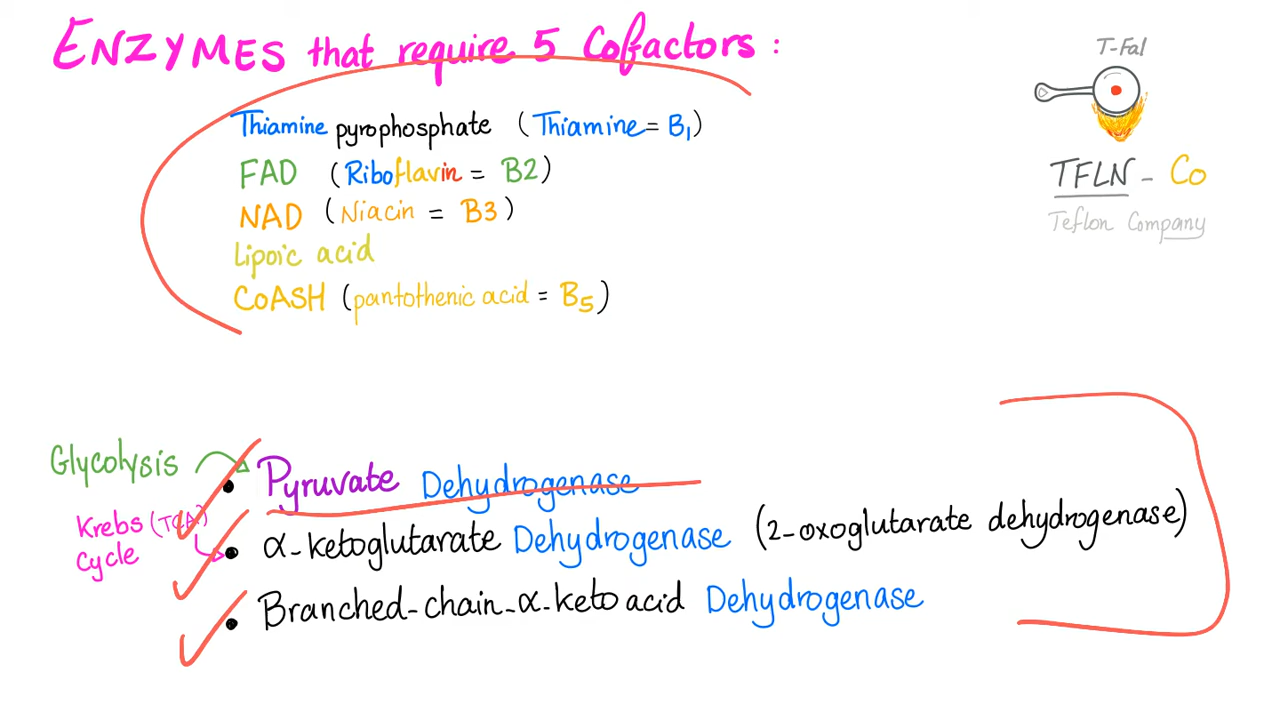 ENZYMES that require 5 Cofactors :
T-Fal
Thiamine pyrophosphate (Thiamine = B1)
FAD (Riboflavin = B2)
TFLN - Co
NAD (Niacin = B3)
Teflon Company
Lipoic acid
CoASH (pantothenic acid = B5)
Glycolysis
• Pyruvate Dehydrogenase
Krebs (TCA)
Cycle
• α-ketoglutarate Dehydrogenase (2-oxoglutarate dehydrogenase)
• Branched-chain-α-keto acid Dehydrogenase